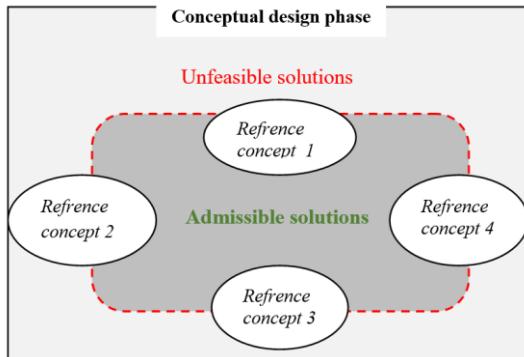 Conceptual design phase
Unfeasible solutions
Refrence
concept 1
Refrence
concept 2
Admissible solutions
Refrence
concept 4
Refrence
concept 3